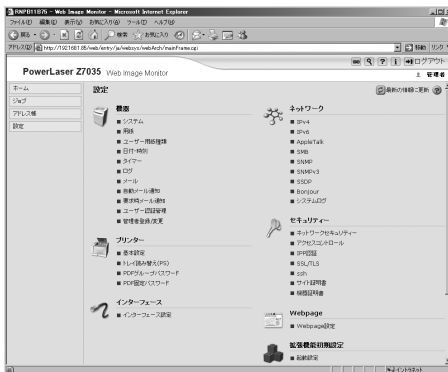 RNPB11B75 - Web Image Monitor - Microsoft Internet Explorer
ファイル(F) 編集(E) 表示(V) お気に入り(A) ツール(T) ヘルプ(H)
戻る 検索 お気に入り
アドレス(D) http://192.168.1.85/web/entry/ja/websys/webArch/mainFrame.cgi 移動 リンク
ログアウト
PowerLaser Z7035 Web Image Monitor
管理者
ホーム
ジョブ
アドレス帳
設定
設定
最新の情報に更新
機器
システム
用紙
ユーザー用紙種類
日付・時刻
タイマー
ログ
メール
自動メール通知
要求時メール通知
ユーザー認証管理
管理者登録/変更
プリンター
基本設定
トレイ読み替え(PS)
PDFグループパスワード
PDF固定パスワード
インターフェース
インターフェース設定
ネットワーク
IPv4
IPv6
AppleTalk
SMB
SNMP
SNMPv3
SSDP
Bonjour
システムログ
セキュリティー
ネットワークセキュリティー
アクセスコントロール
IPP認証
SSL/TLS
ssh
サイト証明書
機器証明書
Webpage
Webpage設定
拡張機能初期設定
起動設定
イントラネット